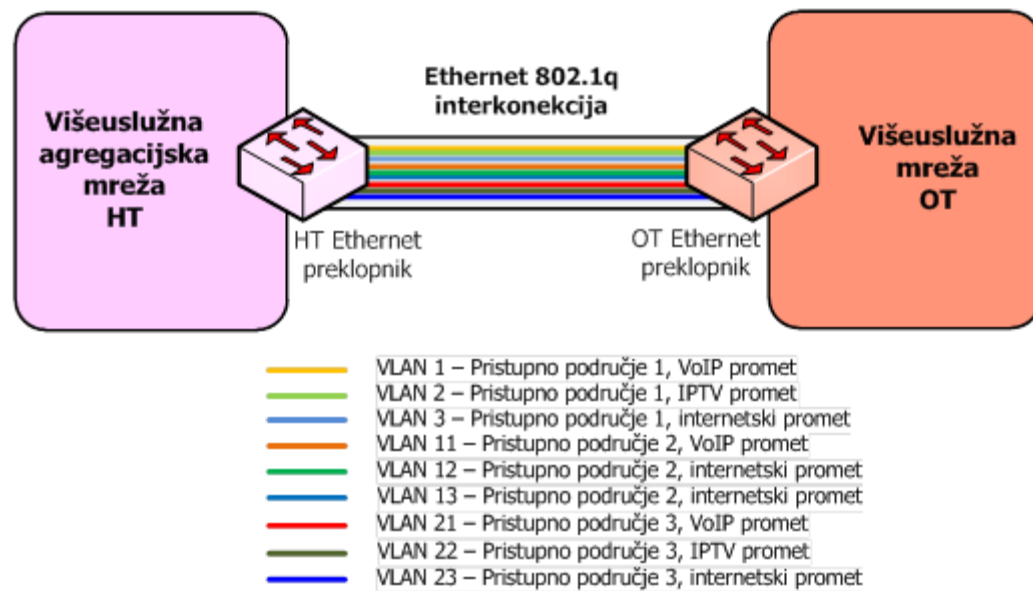 Višeuslužna
agregacijska
mreža
HT
Ethernet 802.1q
interkonekcija
Višeuslužna
mreža
OT
HT Ethernet
preklopnik
OT Ethernet
preklopnik
VLAN 1 – Pristupno područje 1, VoIP promet
VLAN 2 – Pristupno područje 1, IPTV promet
VLAN 3 – Pristupno područje 1, internetski promet
VLAN 11 – Pristupno područje 2, VoIP promet
VLAN 12 – Pristupno područje 2, internetski promet
VLAN 13 – Pristupno područje 2, internetski promet
VLAN 21 – Pristupno područje 3, VoIP promet
VLAN 22 – Pristupno područje 3, IPTV promet
VLAN 23 – Pristupno područje 3, internetski promet